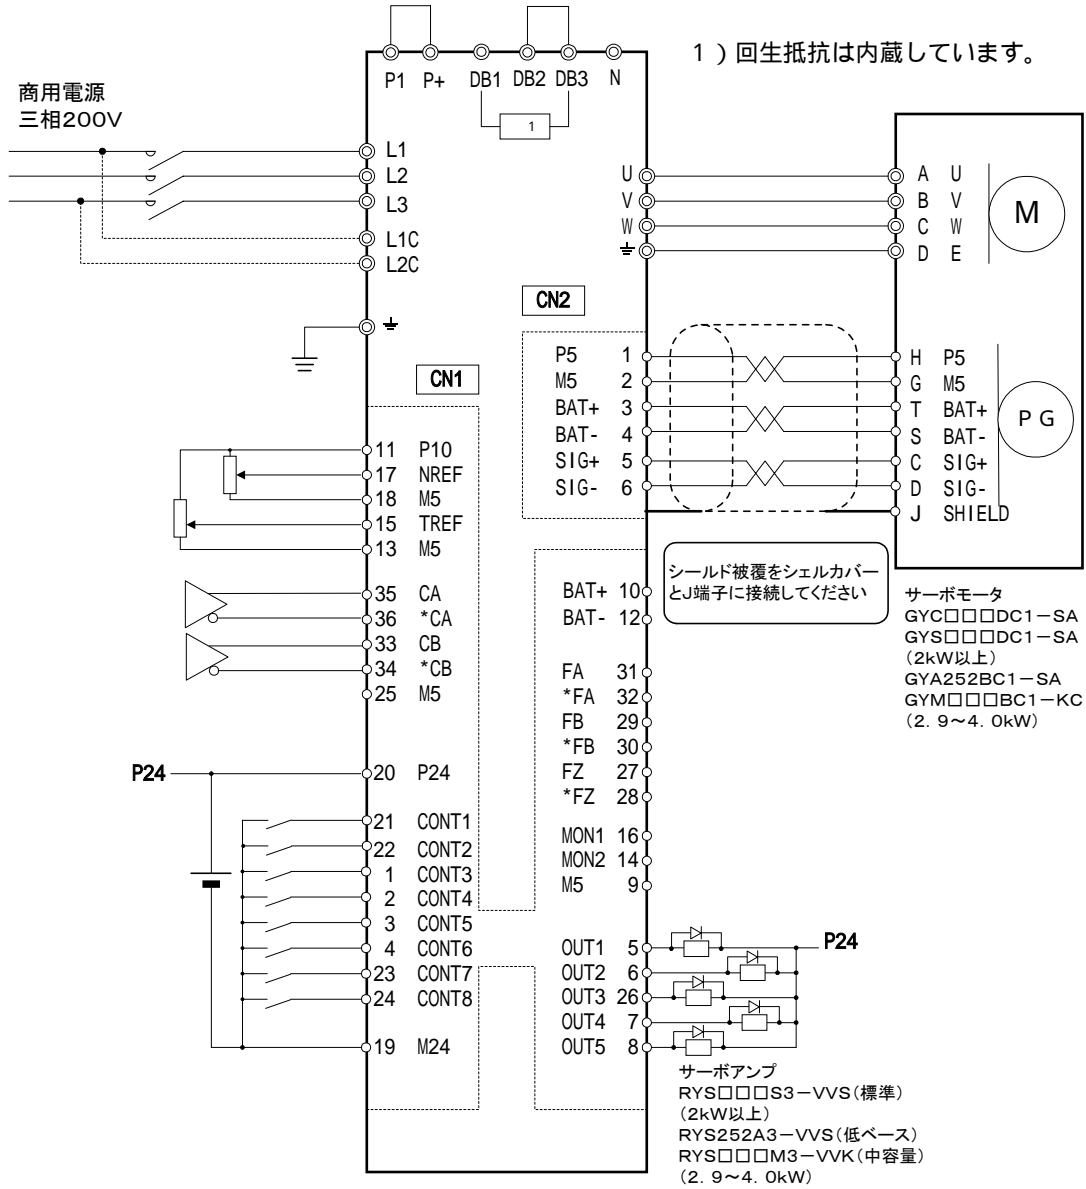 1）回生抵抗は内蔵しています。
P1 P+ DB1 DB2 DB3 N
1
商用電源
三相200V
L1
L2
L3
L1C
L2C
U
V
W
A U
B V
C W
D E
M
CN2
P5 1
M5 2
BAT+ 3
BAT- 4
SIG+ 5
SIG- 6
H P5
G M5
T BAT+
S BAT-
C SIG+
D SIG-
J SHIELD
PG
CN1
11 P10
17 NREF
18 M5
15 TREF
13 M5
35 CA
36 *CA
33 CB
34 *CB
25 M5
P24
20 P24
21 CONT1
22 CONT2
1 CONT3
2 CONT4
3 CONT5
4 CONT6
23 CONT7
24 CONT8
19 M24
シールド被覆をシェルカバー
とJ端子に接続してください
BAT+ 10
BAT- 12
FA 31
*FA 32
FB 29
*FB 30
FZ 27
*FZ 28
MON1 16
MON2 14
M5 9
OUT1 5
OUT2 6
OUT3 26
OUT4 7
OUT5 8
P24
サーボモータ
GYC□□□DC1－SA
GYS□□□DC1－SA
（2kW以上）
GYA252BC1－SA
GYM□□□BC1－KC
（2．9～4．0kW）
サーボアンプ
RYS□□□S3－VVS（標準）
（2kW以上）
RYS252A3－VVS（低ベース）
RYS□□□M3－VVK（中容量）
（2．9～4．0kW）